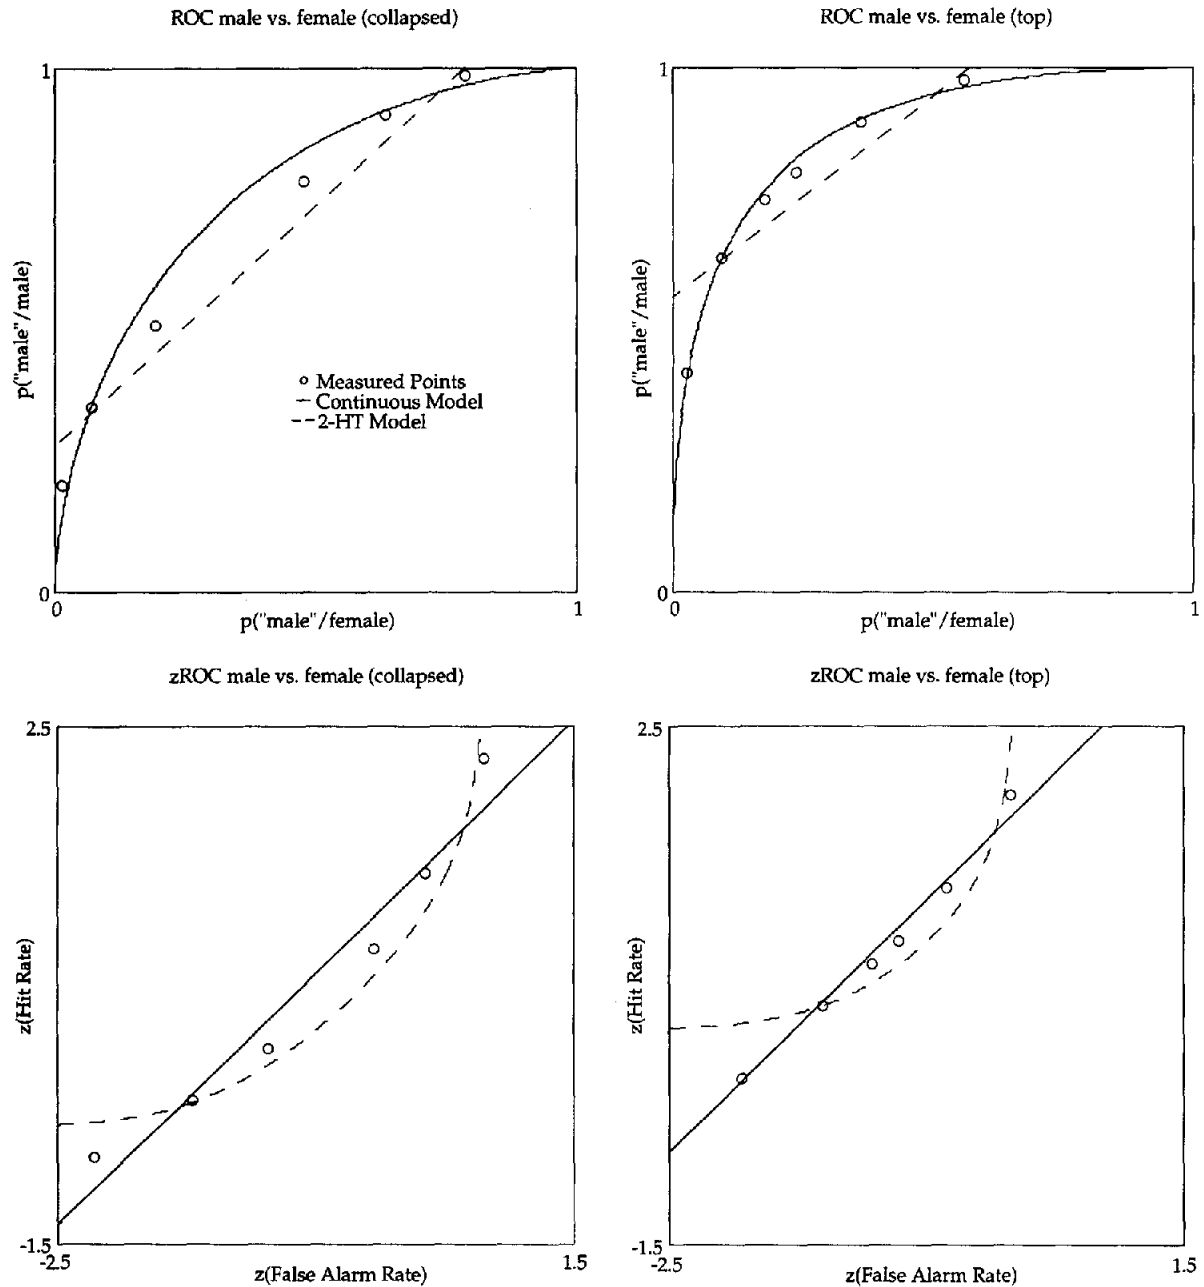 ROC male vs. female (collapsed)
1
p("male"/male)
○ Measured Points
— Continuous Model
--2-HT Model
0
0
1
p("male"/female)
ROC male vs. female (top)
1
p("male"/male)
0
0
1
p("male"/female)
zROC male vs. female (collapsed)
2.5
z(Hit Rate)
-1.5
-2.5
1.5
z(False Alarm Rate)
zROC male vs. female (top)
2.5
z(Hit Rate)
-1.5
-2.5
1.5
z(False Alarm Rate)